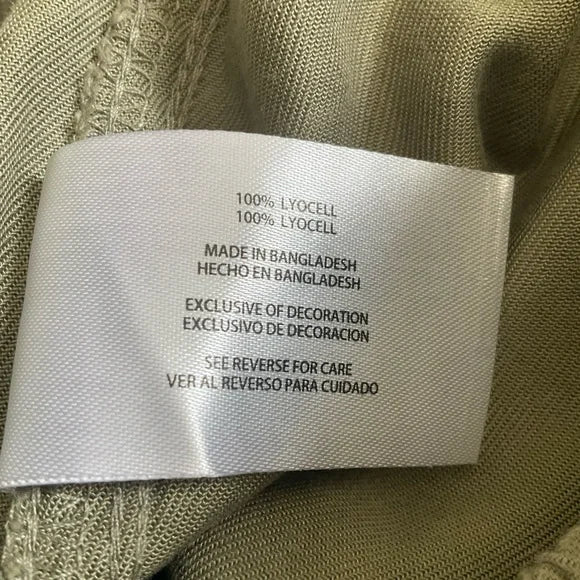 100% LYOCELL
100% LYOCELL
MADE IN BANGLADESH
HECHO EN BANGLADESH
EXCLUSIVE OF DECORATION
EXCLUSIVO DE DECORACION
SEE REVERSE FOR CARE
VER AL REVERSO PARA CUIDADO